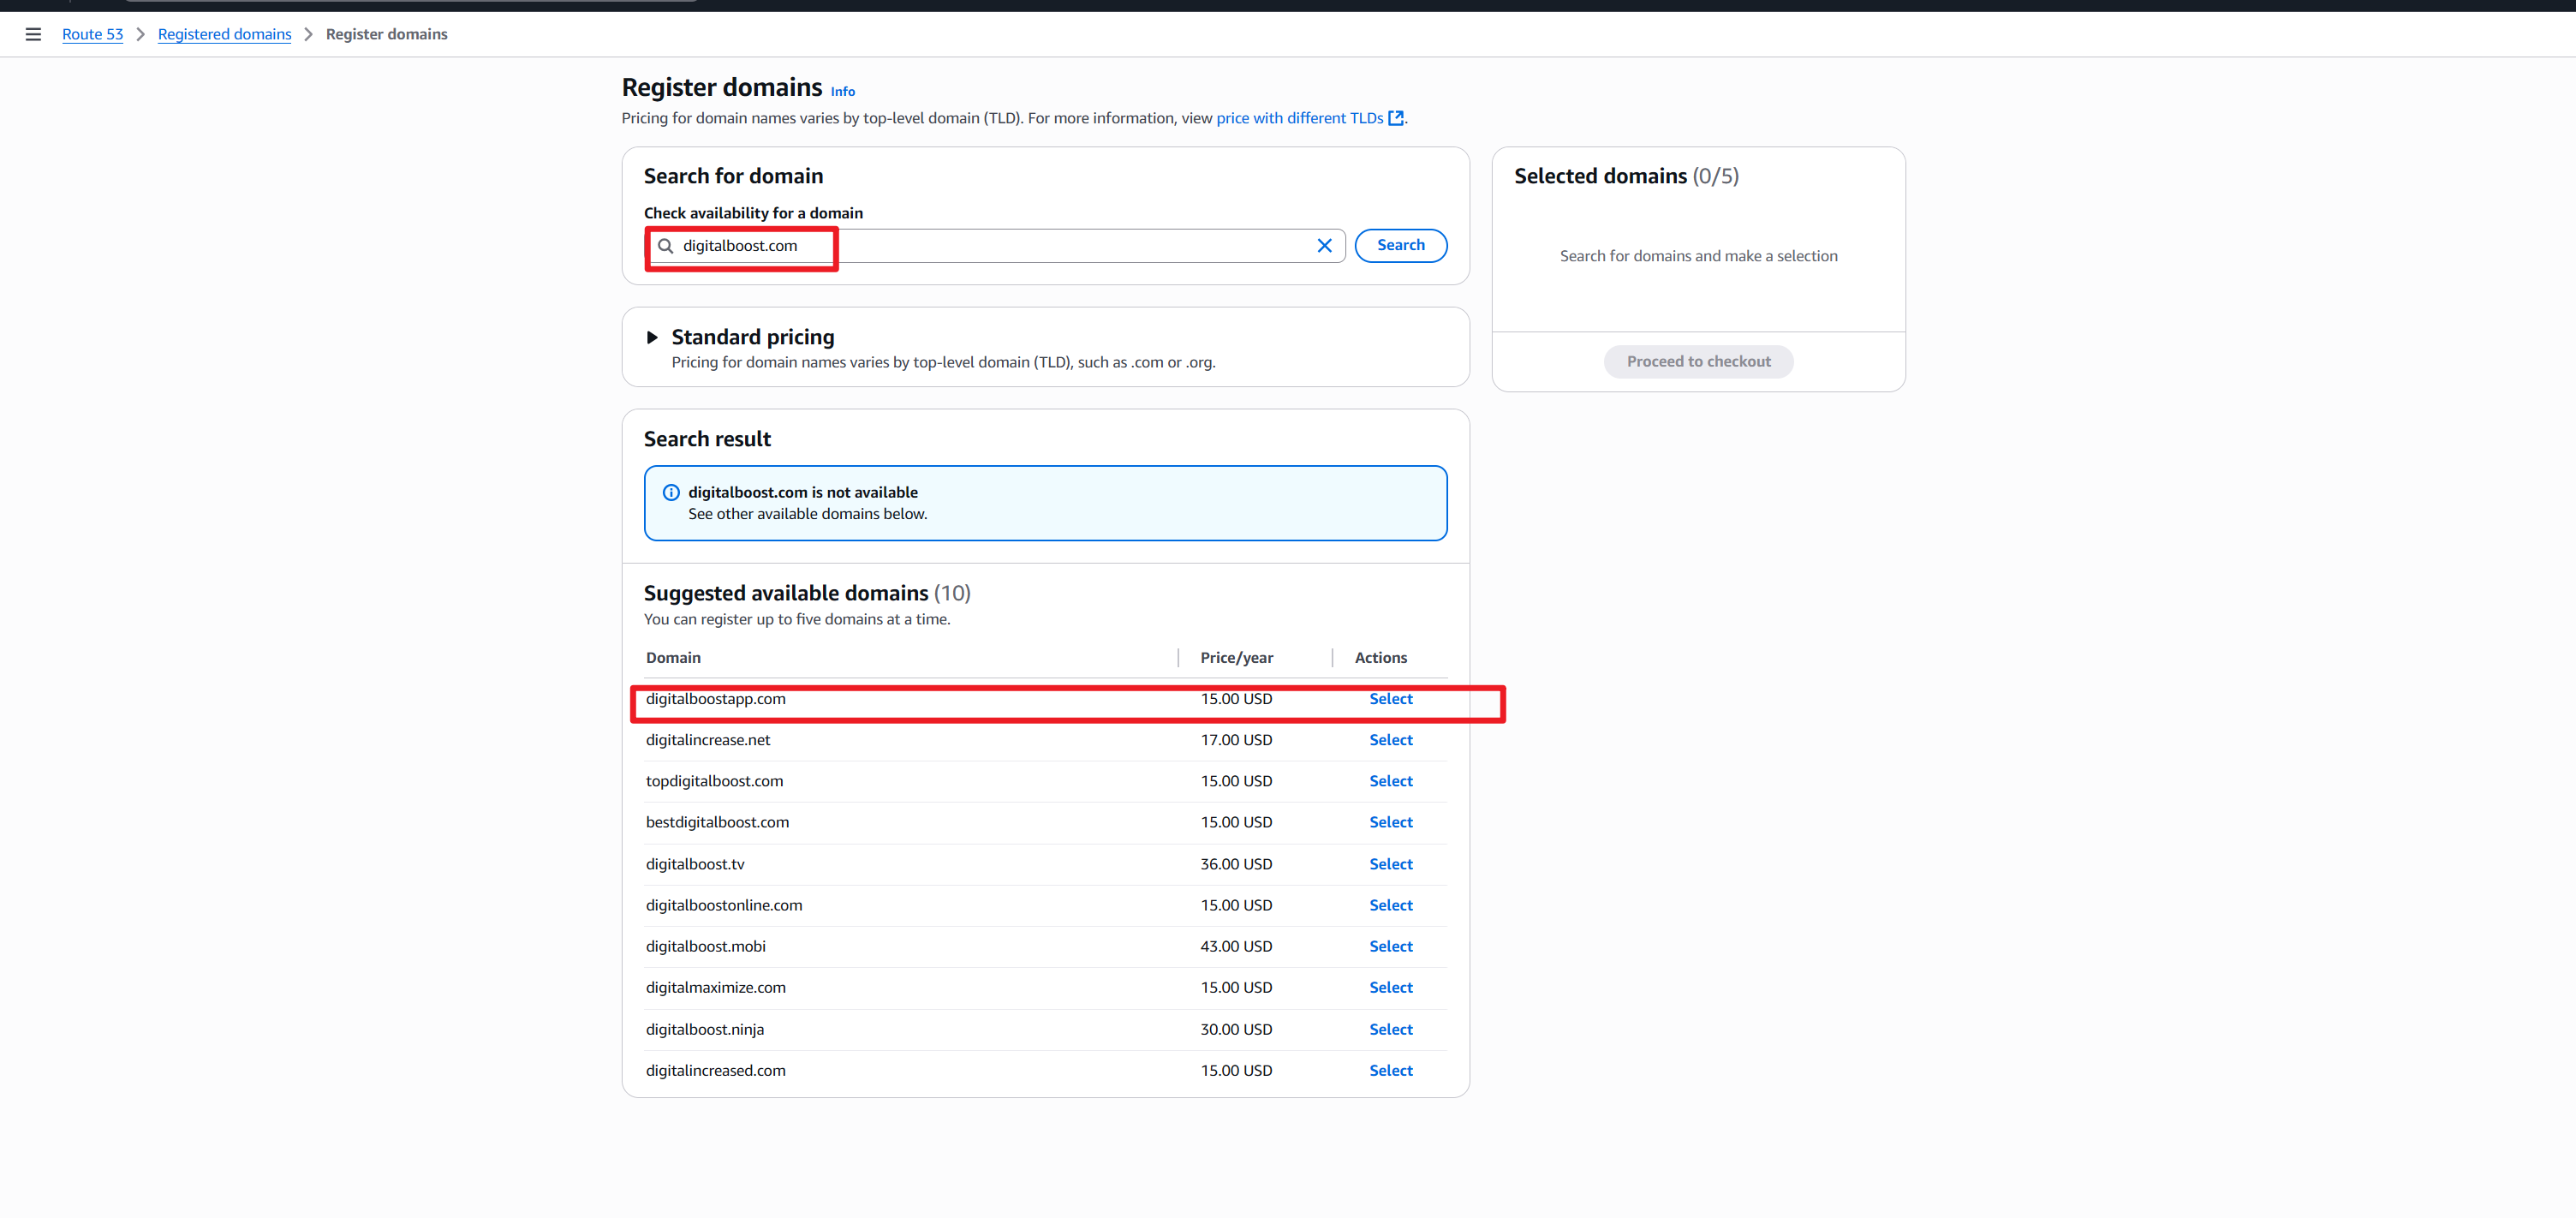 Route 53 > Registered domains > Register domains
Register domains Info
Pricing for domain names varies by top-level domain (TLD). For more information, view price with different TLDs.
Search for domain
Check availability for a domain
digitalboost.com
Search
Standard pricing
Pricing for domain names varies by top-level domain (TLD), such as .com or .org.
Search result
digitalboost.com is not available
See other available domains below.
Suggested available domains (10)
You can register up to five domains at a time.
Domain Price/year Actions
digitalboostapp.com 15.00 USD Select
digitalincrease.net 17.00 USD Select
topdigitalboost.com 15.00 USD Select
bestdigitalboost.com 15.00 USD Select
digitalboost.tv 36.00 USD Select
digitalboostonline.com 15.00 USD Select
digitalboost.mobi 43.00 USD Select
digitalmaximize.com 15.00 USD Select
digitalboost.ninja 30.00 USD Select
digitalincreased.com 15.00 USD Select
Selected domains (0/5)
Search for domains and make a selection
Proceed to checkout